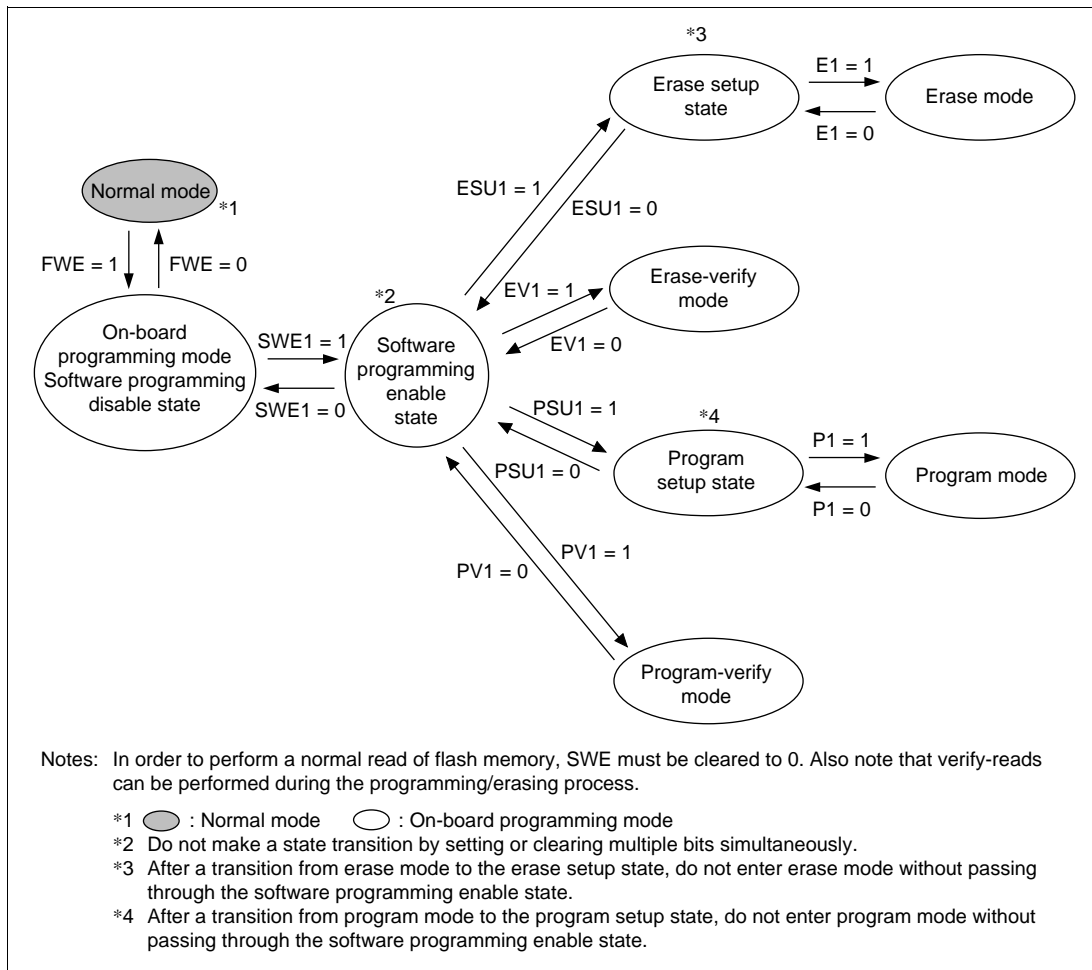 *3
Erase setup
state
E1 = 1
E1 = 0
Erase mode
Normal mode
*1
FWE = 1
FWE = 0
ESU1 = 1
ESU1 = 0
Erase-verify
mode
EV1 = 1
EV1 = 0
*2
On-board
programming mode
Software programming
disable state
SWE1 = 1
SWE1 = 0
Software
programming
enable
state
PSU1 = 1
PSU1 = 0
*4
Program
setup state
P1 = 1
P1 = 0
Program mode
PV1 = 1
PV1 = 0
Program-verify
mode
Notes: In order to perform a normal read of flash memory, SWE must be cleared to 0. Also note that verify-reads
can be performed during the programming/erasing process.
*1 : Normal mode : On-board programming mode
*2 Do not make a state transition by setting or clearing multiple bits simultaneously.
*3 After a transition from erase mode to the erase setup state, do not enter erase mode without passing
through the software programming enable state.
*4 After a transition from program mode to the program setup state, do not enter program mode without
passing through the software programming enable state.